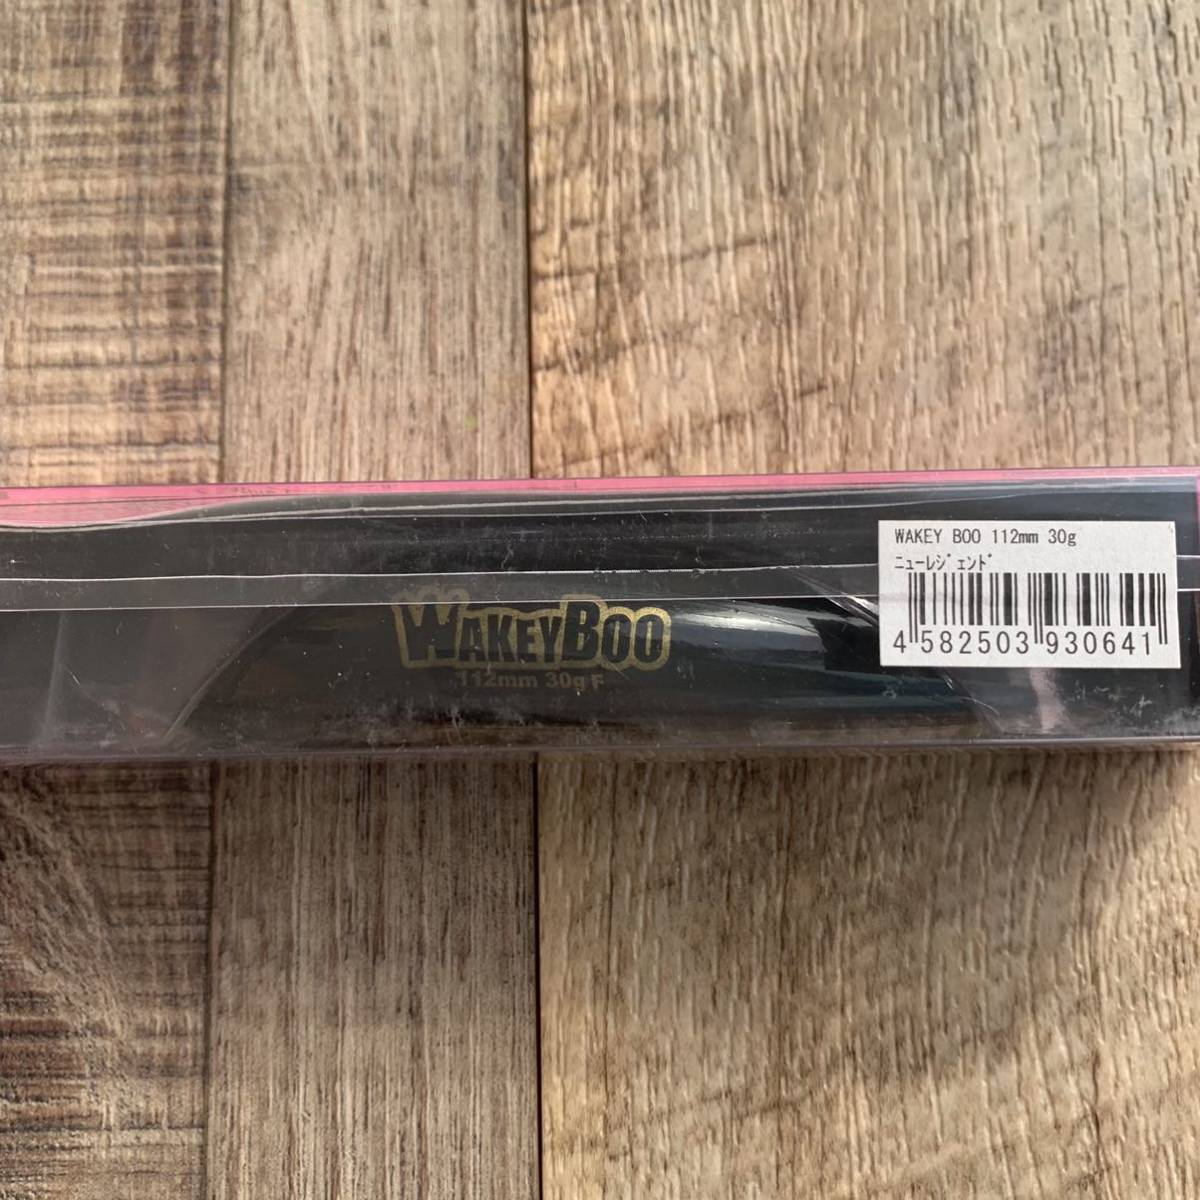 WAKEY BOO 112mm 30g
ﾆｭｰﾚｼﾞｪﾝﾄﾞ
4 582503 930641
WAKEYBOO
112mm 30g F